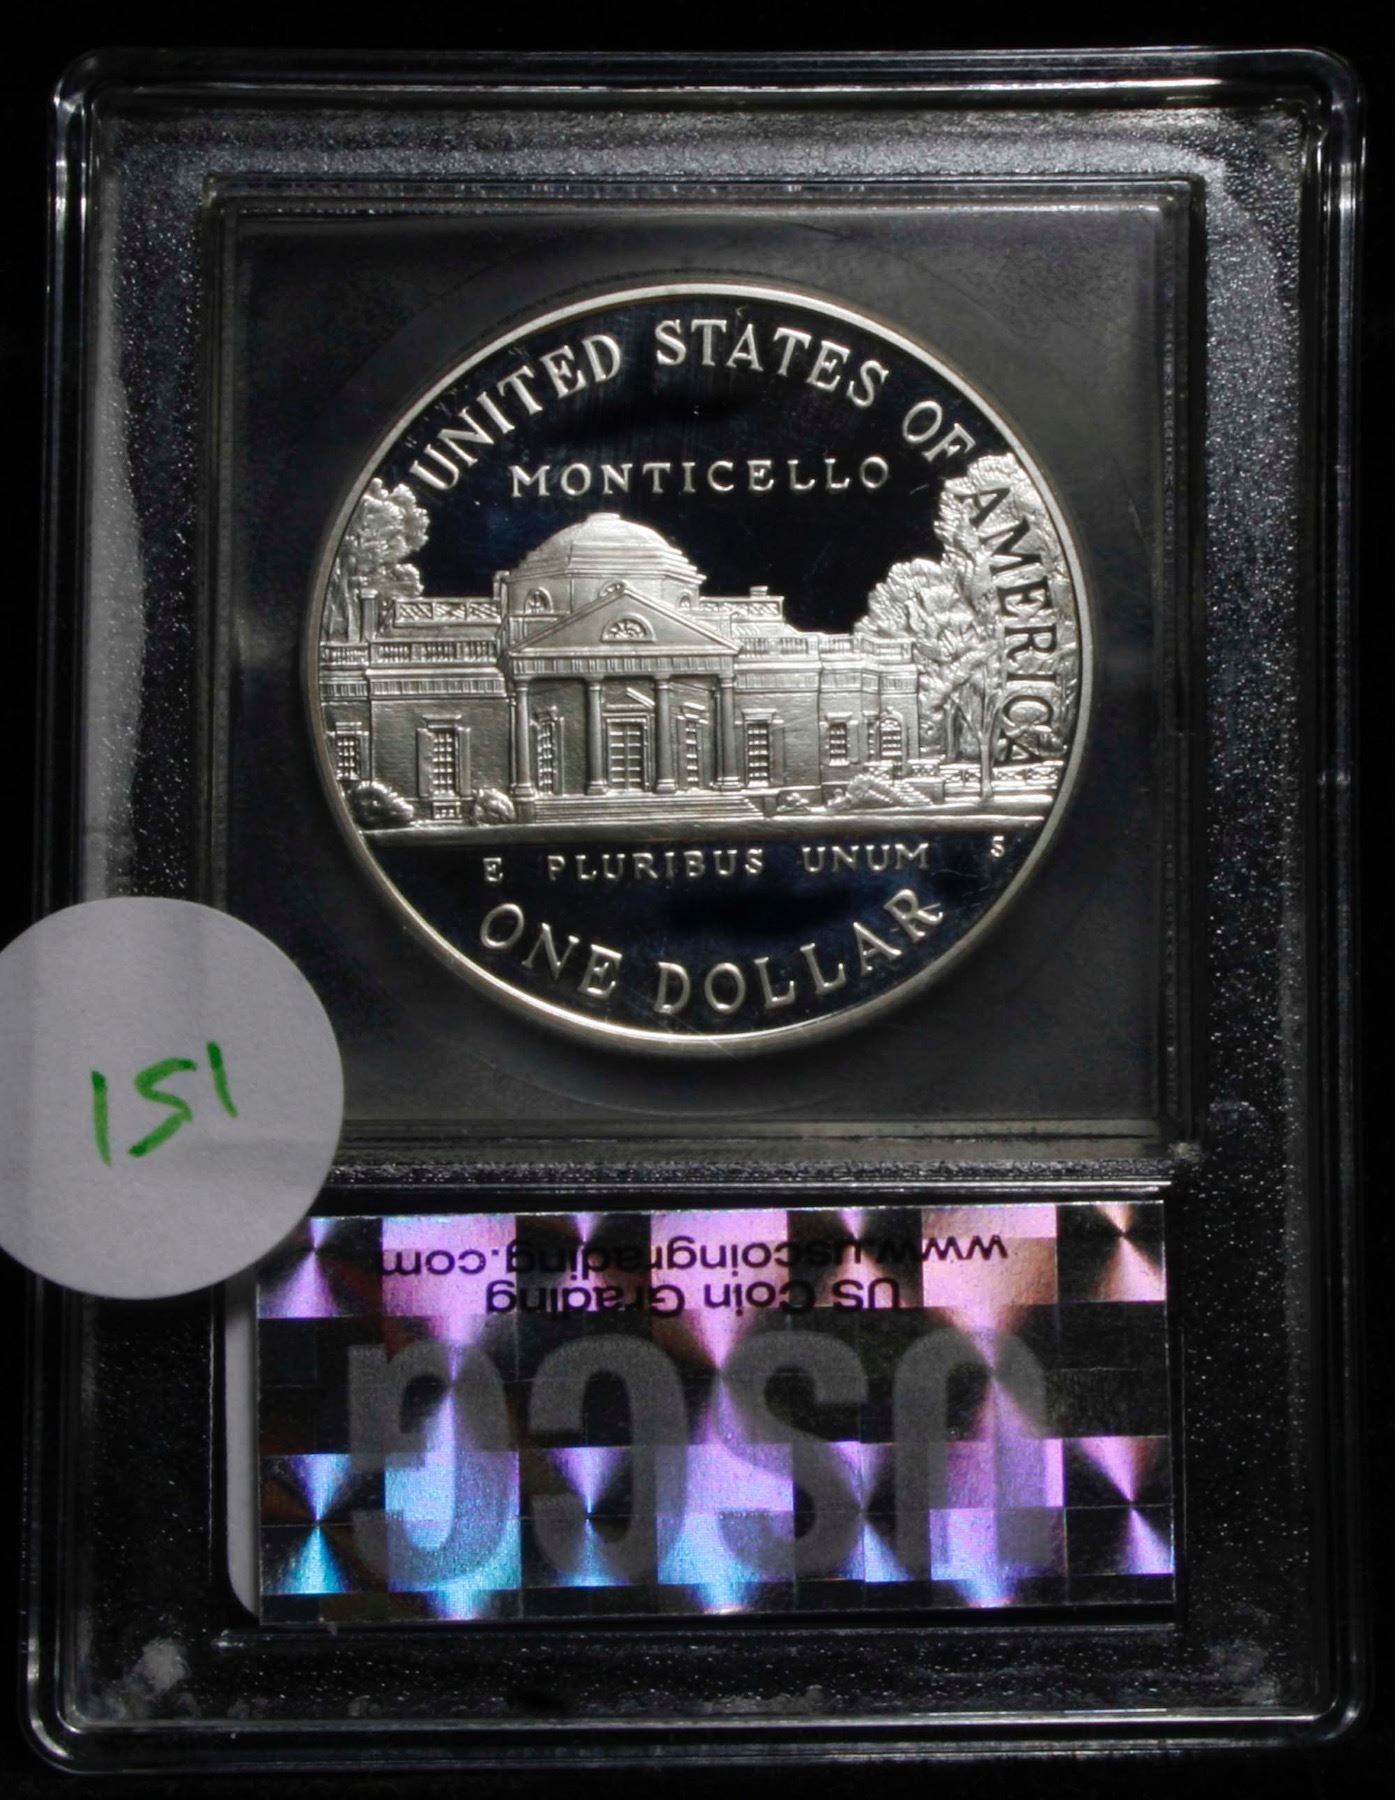 UNITED STATES OF AMERICA
MONTICELLO
E PLURIBUS UNUM S
ONE DOLLAR
151
www.uscoingrading.com
US Coin Grading
USCG